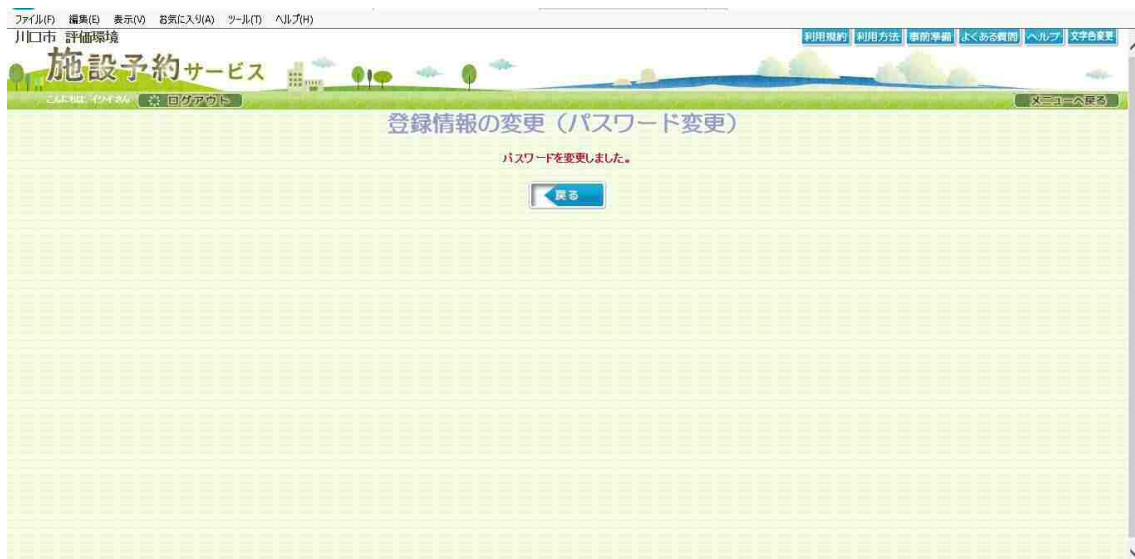 ファイル(F) 編集(E) 表示(V) お気に入り(A) ツール(T) ヘルプ(H)
川口市 評価環境
利用規約 利用方法 事前準備 よくある質問 ヘルプ 文字色変更
施設予約サービス
こんにちは、 ログアウト メニューへ戻る
登録情報の変更(パスワード変更)
パスワードを変更しました。
戻る